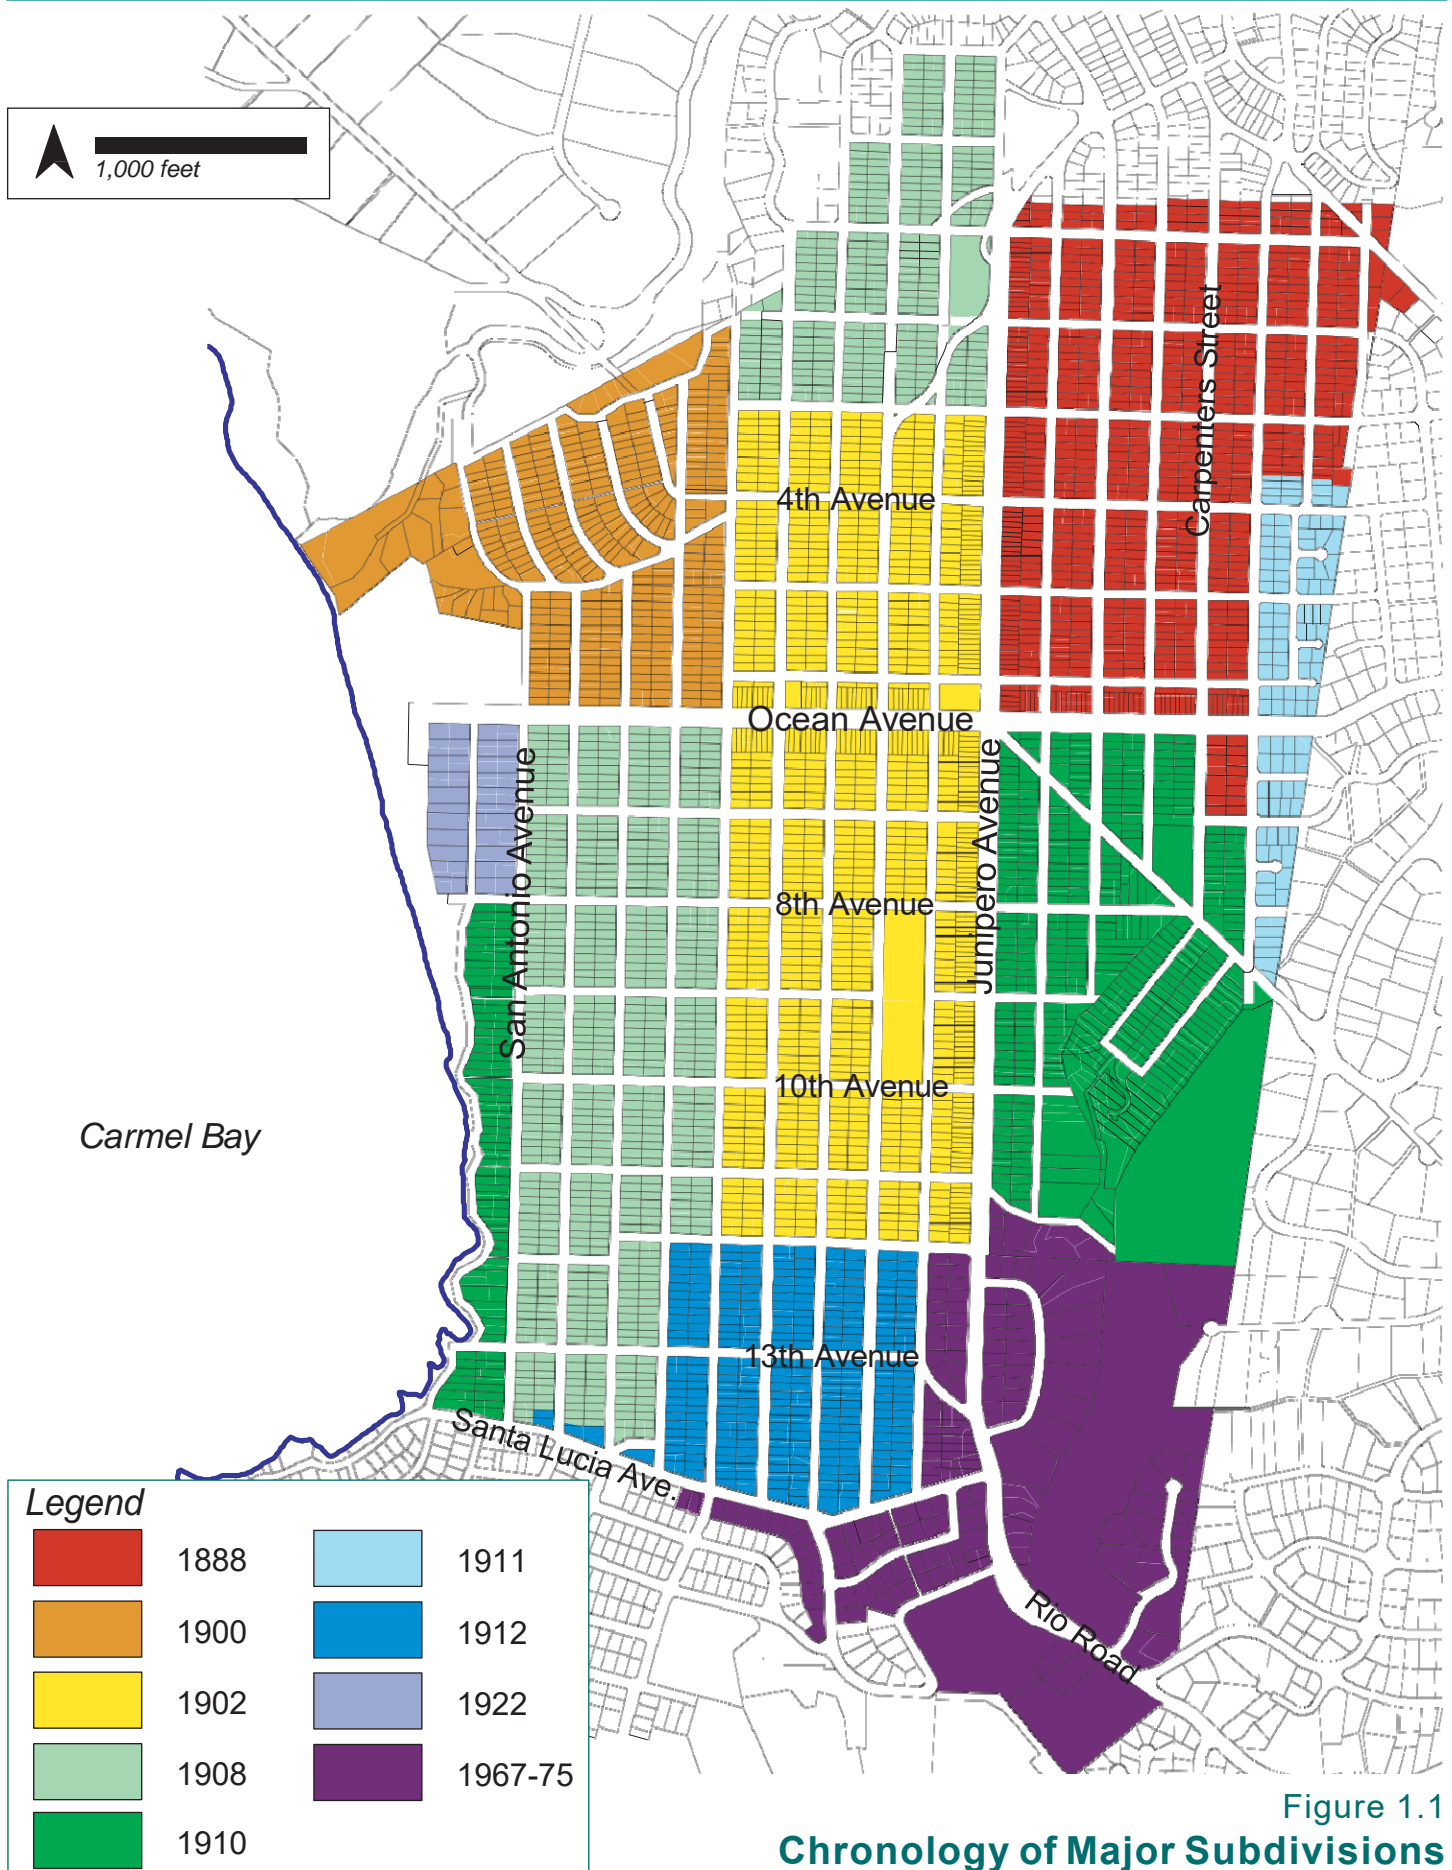 1,000 feet
Carpenters Street
4th Avenue
Ocean Avenue
San Antonio Avenue
Junipero Avenue
8th Avenue
10th Avenue
Carmel Bay
13th Avenue
Santa Lucia Ave.
Rio Road
Legend
1888
1911
1900
1912
1902
1922
1908
1967-75
1910
Figure 1.1
Chronology of Major Subdivisions